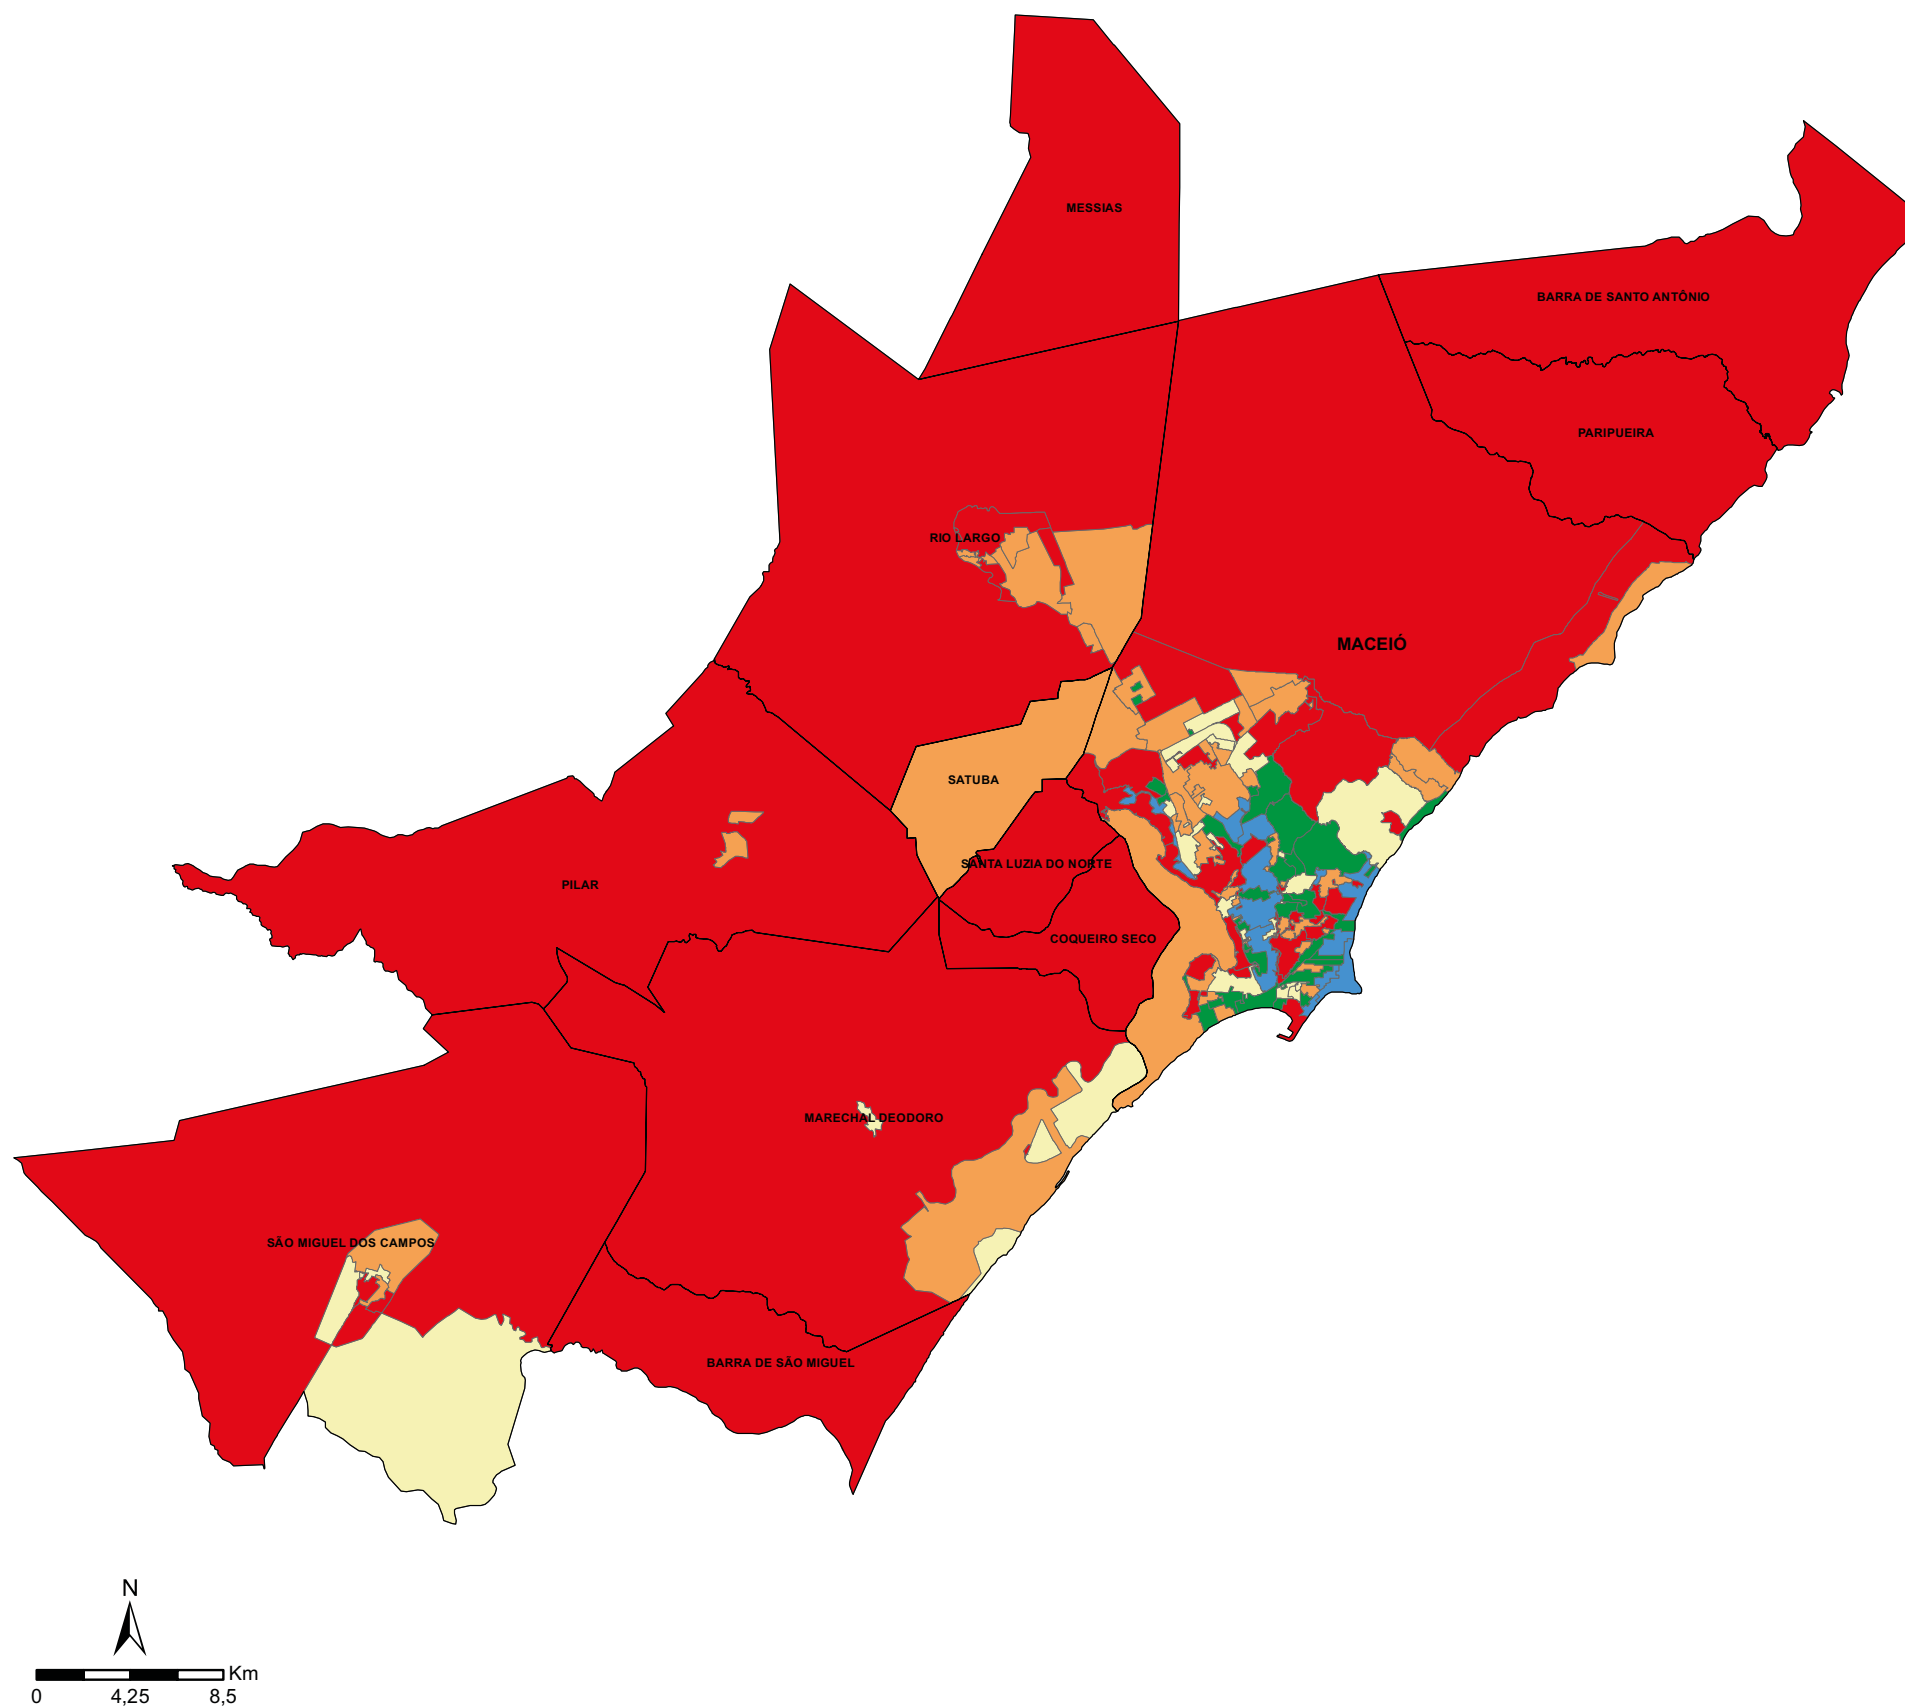 MESSIAS
BARRA DE SANTO ANTÔNIO
PARIPUEIRA
RIO LARGO
MACEIÓ
SATUBA
SANTA LUZIA DO NORTE
PILAR
COQUEIRO SECO
MARECHAL DEODORO
SÃO MIGUEL DOS CAMPOS
BARRA DE SÃO MIGUEL
N
Km
0 4,25 8,5